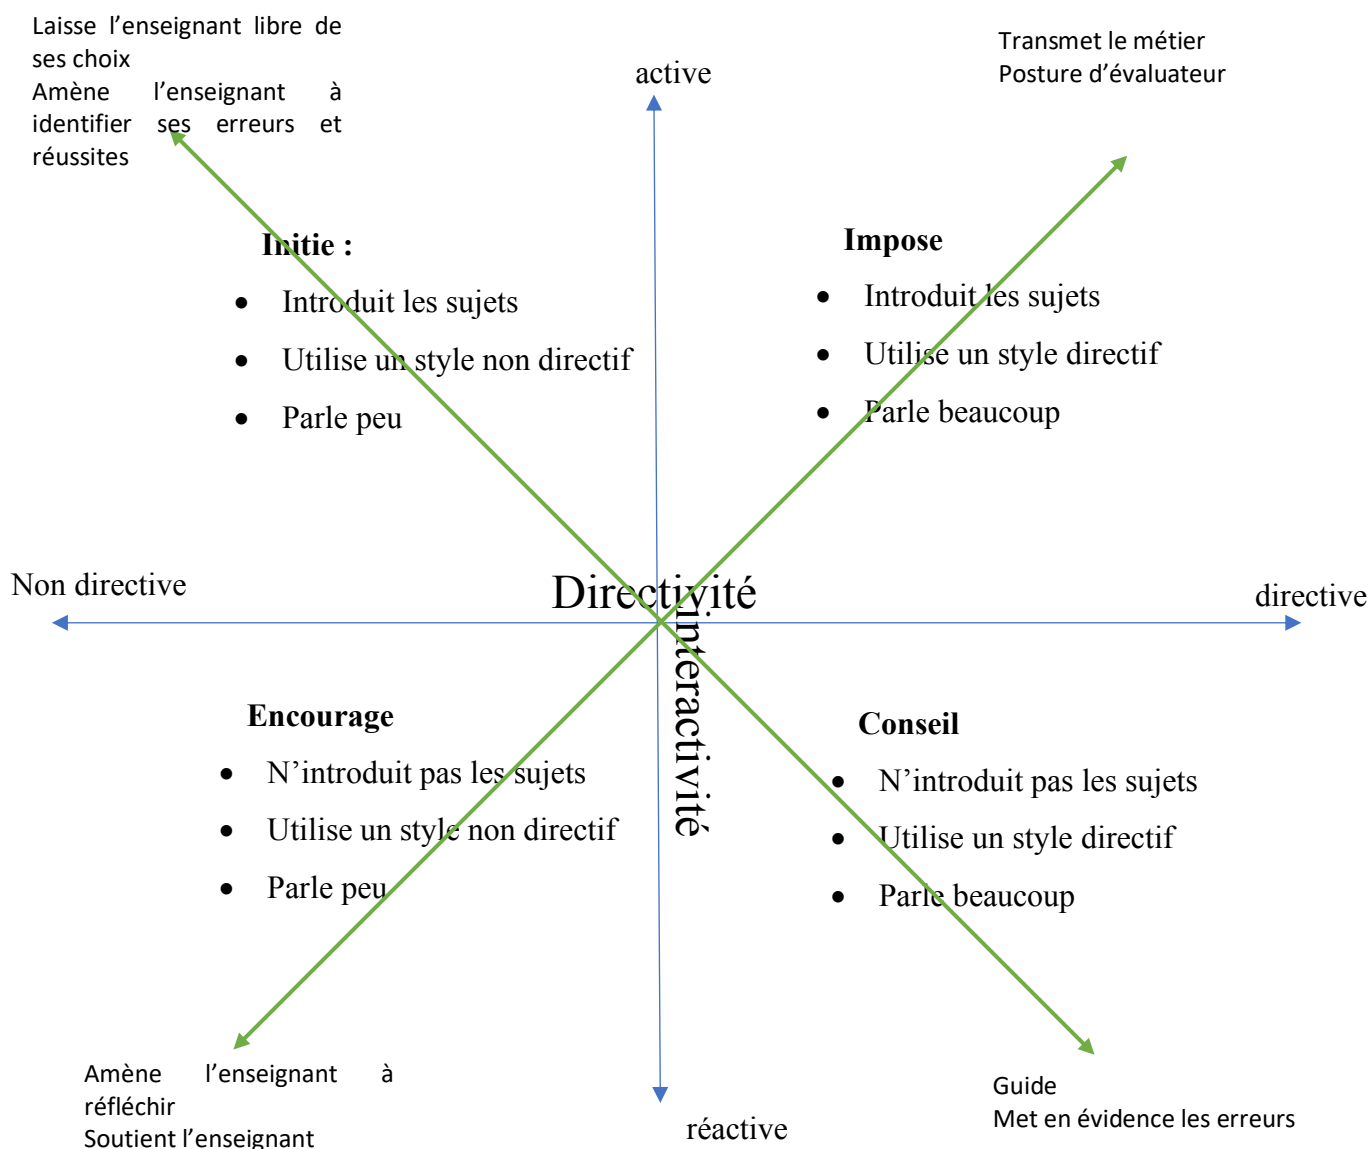 Laisse l’enseignant libre de
ses choix
Amène l’enseignant à
identifier ses erreurs et
réussites
Transmet le métier
Posture d’évaluateur
active
Initie :
• Introduit les sujets
• Utilise un style non directif
• Parle peu
Impose
• Introduit les sujets
• Utilise un style directif
• Parle beaucoup
Non directive
Directivité
directive
interactivité
Encourage
• N’introduit pas les sujets
• Utilise un style non directif
• Parle peu
Conseil
• N’introduit pas les sujets
• Utilise un style directif
• Parle beaucoup
Amène l’enseignant à
réfléchir
Soutient l’enseignant
réactive
Guide
Met en évidence les erreurs